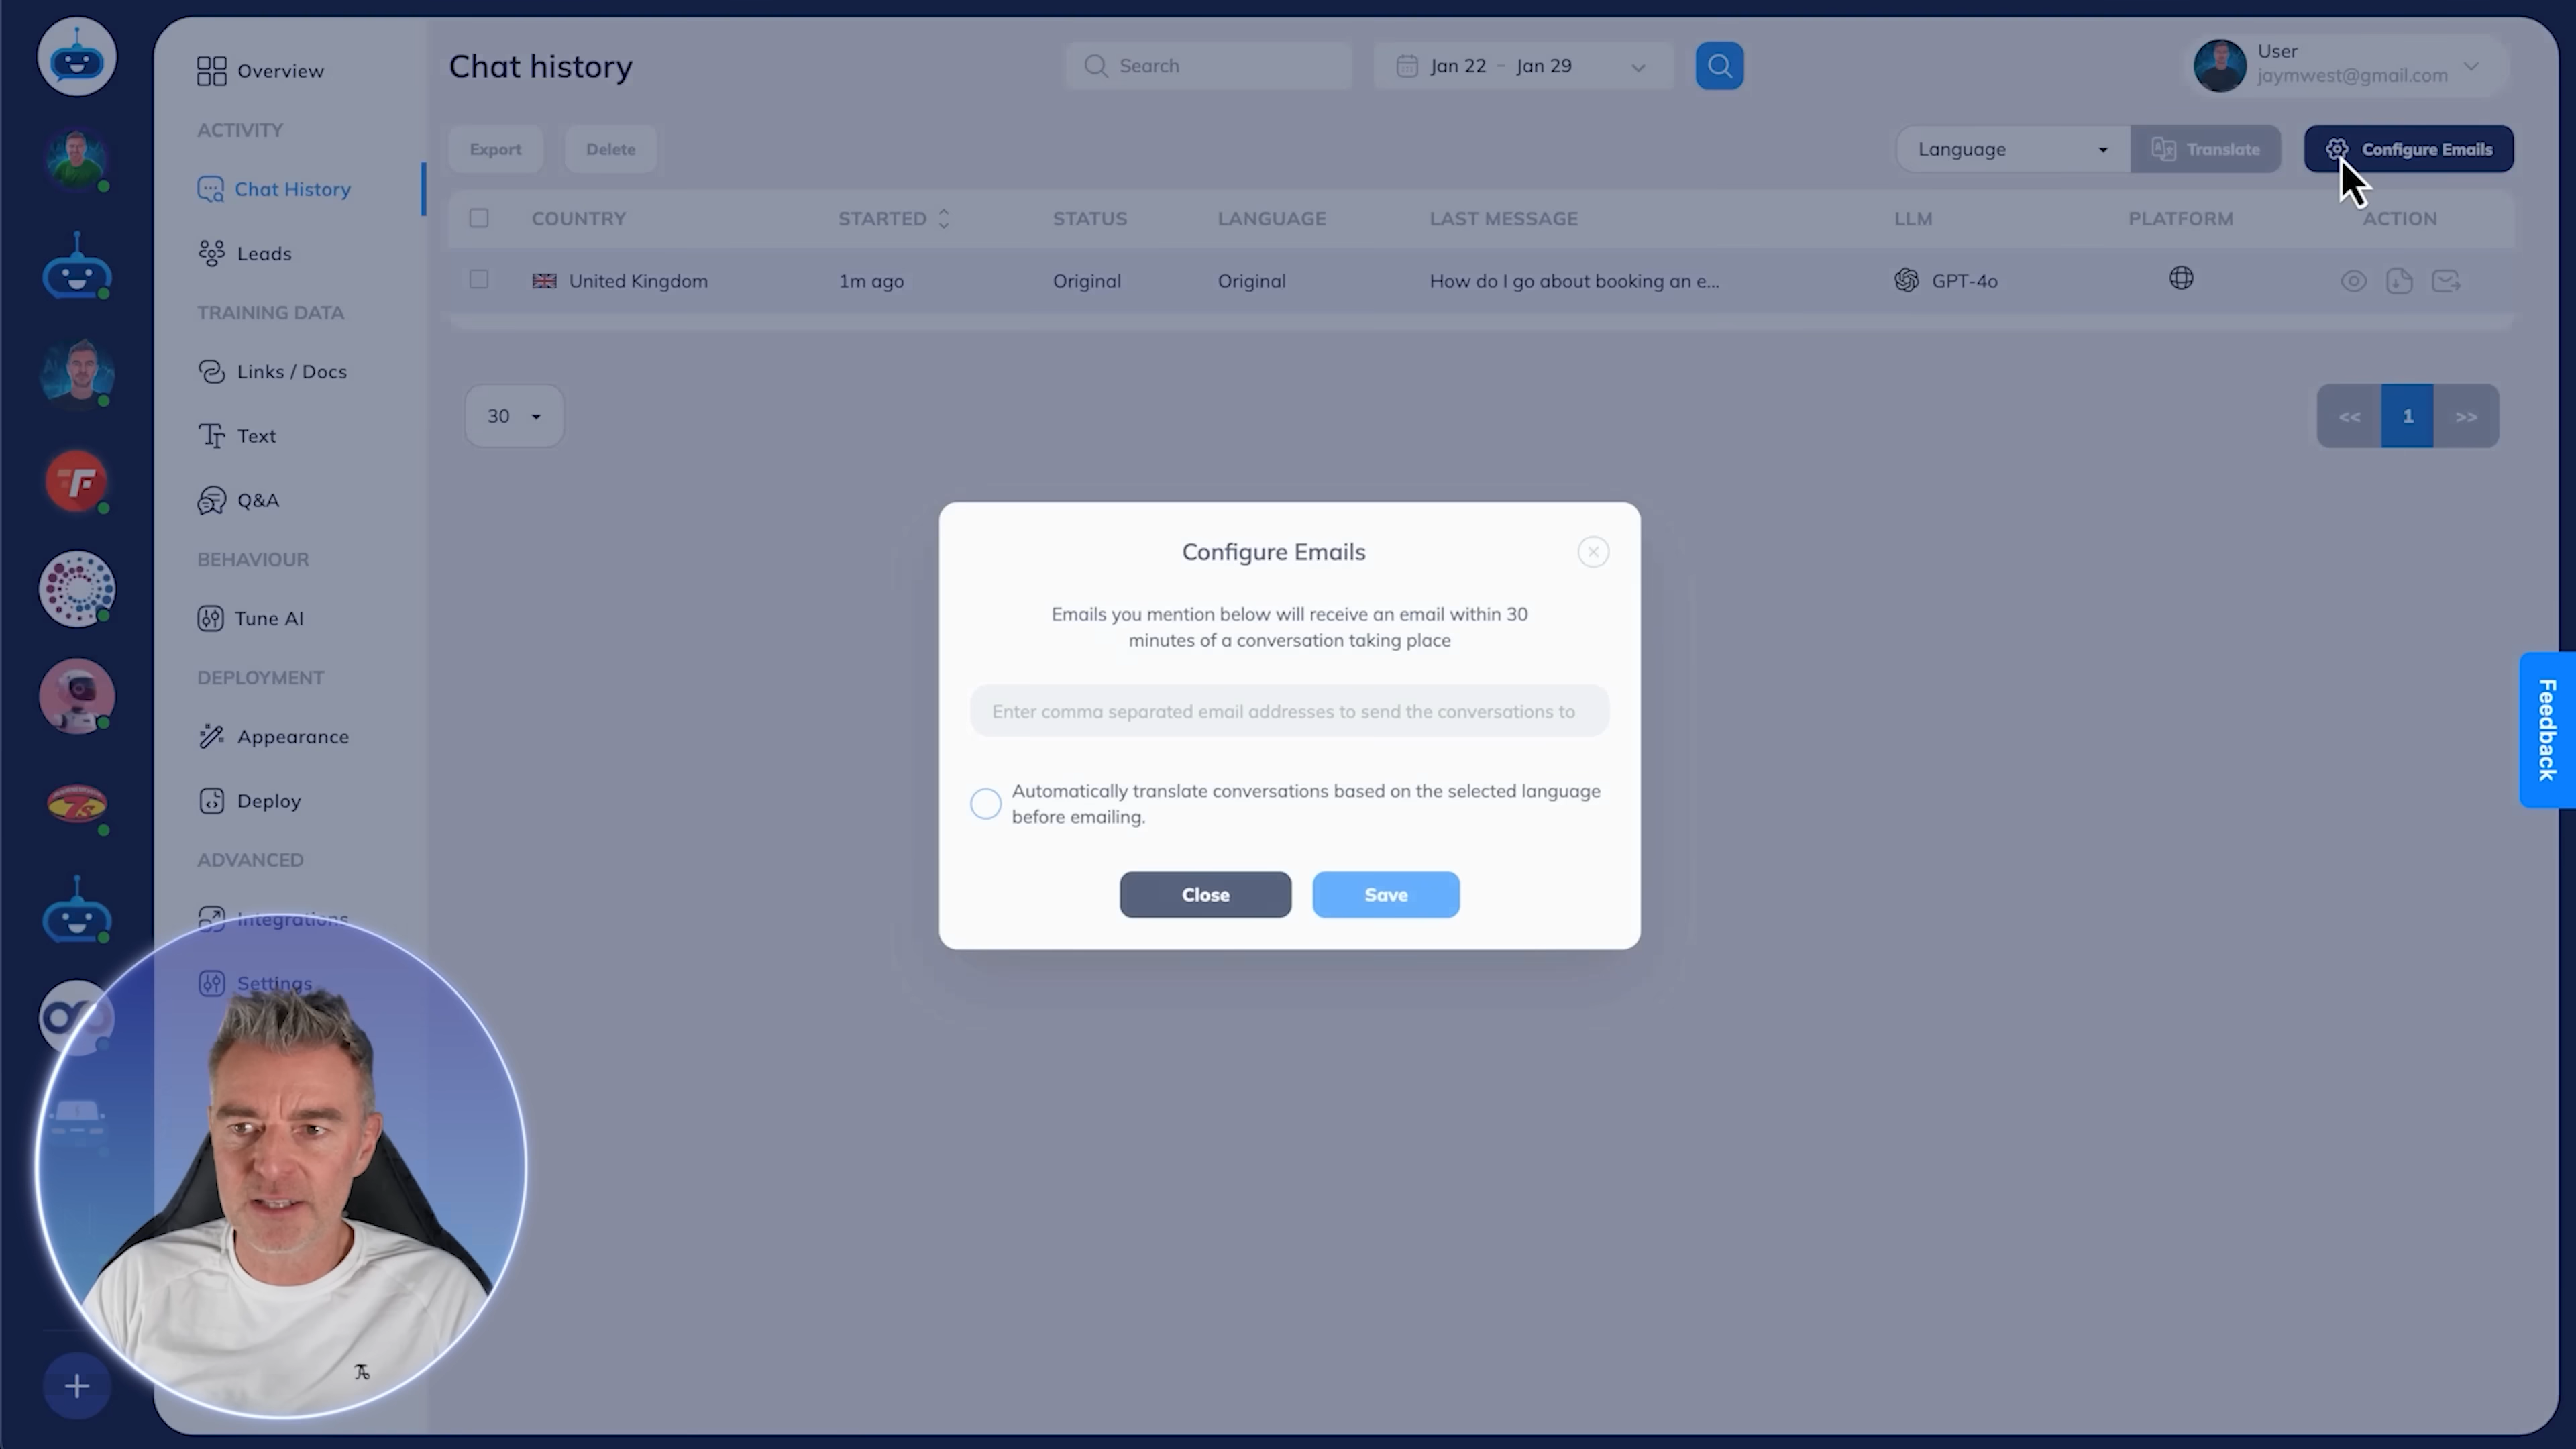 Overview
ACTIVITY
Chat History
Leads
TRAINING DATA
Links / Docs
Text
Q&A
BEHAVIOUR
Tune AI
DEPLOYMENT
Appearance
Deploy
ADVANCED
Integrations
Settings
Chat history
Search
Jan 22 - Jan 29
User
jaymwest@gmail.com
Export
Delete
Language
Translate
Configure Emails
COUNTRY STARTED STATUS LANGUAGE LAST MESSAGE LLM PLATFORM ACTION
United Kingdom 1m ago Original Original How do I go about booking an e... GPT-4o
30
<< 1 >>
Configure Emails
Emails you mention below will receive an email within 30
minutes of a conversation taking place
Enter comma separated email addresses to send the conversations to
Automatically translate conversations based on the selected language
before emailing.
Close
Save
Feedback